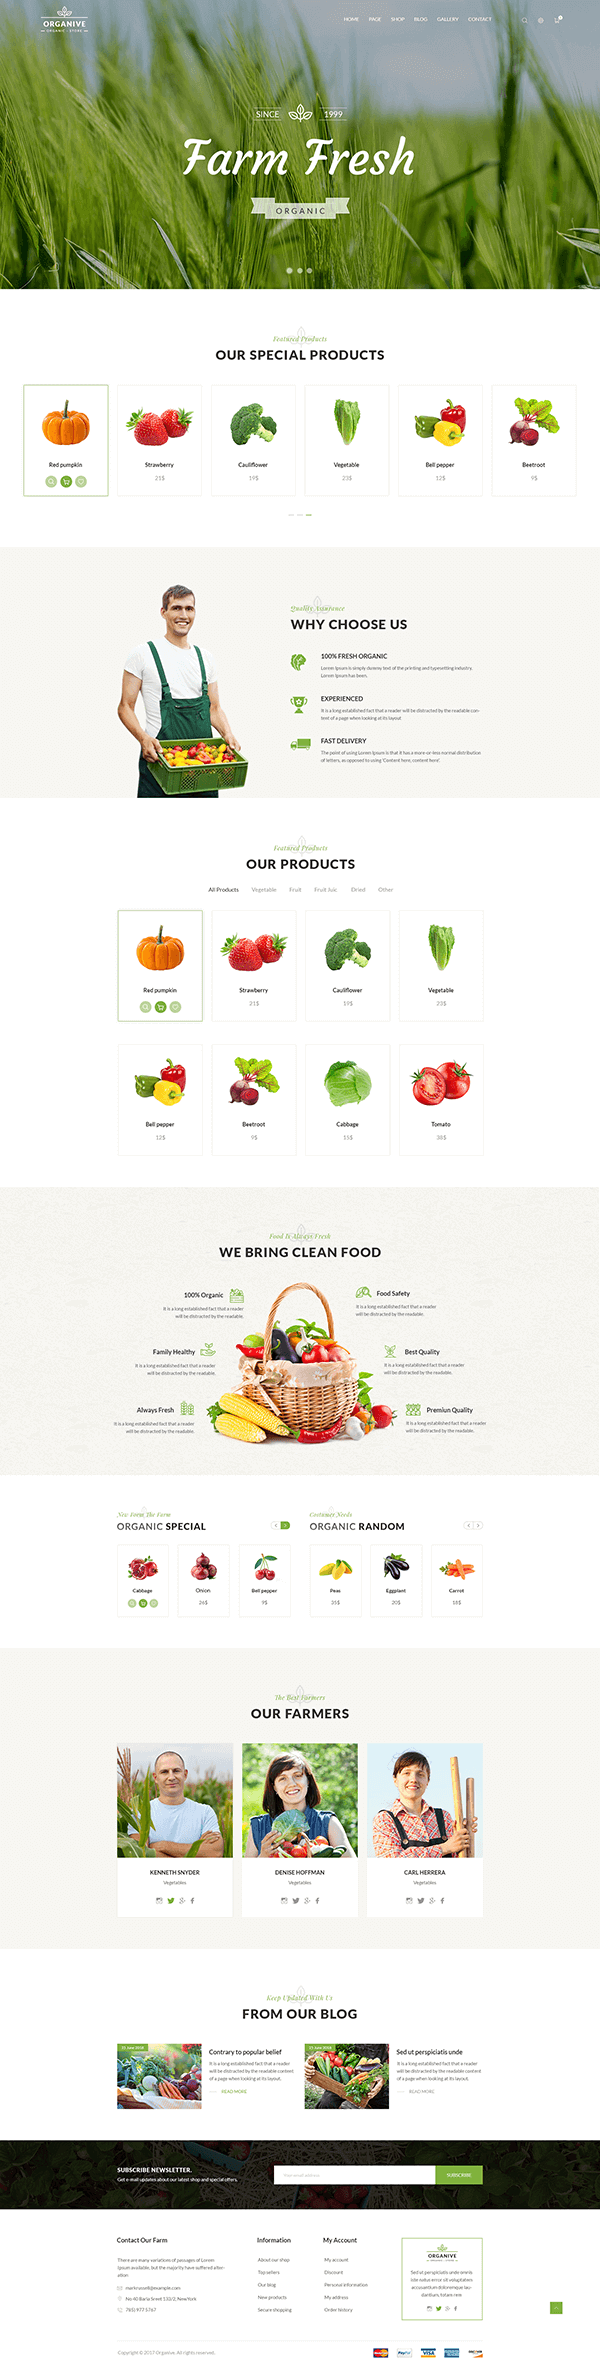 ORGANIVE
ORGANIC - STORE
HOME PAGE SHOP BLOG GALLERY CONTACT
SINCE 1999
Farm Fresh
ORGANIC
Featured Products
OUR SPECIAL PRODUCTS
Red pumpkin
Strawberry
21$
Cauliflower
19$
Vegetable
23$
Bell pepper
12$
Beetroot
9$
Quality Assurance
WHY CHOOSE US
100% FRESH ORGANIC
Lorem Ipsum is simply dummy text of the printing and typesetting industry.
Lorem Ipsum has been.
EXPERIENCED
It is a long established fact that a reader will be distracted by the readable con-
tent of a page when looking at its layout
FAST DELIVERY
The point of using Lorem Ipsum is that it has a more-or-less normal distribution
of letters, as opposed to using 'Content here, content here'
Featured Products
OUR PRODUCTS
All Products Vegetable Fruit Fruit Juic Dried Other
Red pumpkin
Strawberry
21$
Cauliflower
19$
Vegetable
23$
Bell pepper
12$
Beetroot
9$
Cabbage
15$
Tomato
38$
Food Is Always Fresh
WE BRING CLEAN FOOD
100% Organic
It is a long established fact that a reader
will be distracted by the readable.
Food Safety
It is a long established fact that a reader
will be distracted by the readable.
Family Healthy
It is a long established fact that a reader
will be distracted by the readable.
Best Quality
It is a long established fact that a reader
will be distracted by the readable.
Always Fresh
It is a long established fact that a reader
will be distracted by the readable.
Premiun Quality
It is a long established fact that a reader
will be distracted by the readable.
New From The Farm
ORGANIC SPECIAL
Cabbage
Onion
26$
Bell pepper
9$
Costumer Needs
ORGANIC RANDOM
Peas
35$
Eggplant
20$
Carrot
18$
The Best Farmers
OUR FARMERS
KENNETH SNYDER
Vegetables
DENISE HOFFMAN
Vegetables
CARL HERRERA
Vegetables
Keep Updated With Us
FROM OUR BLOG
Contrary to popular belief
It is a long established fact that a reader
will be distracted by the readable content
of a page when looking at its layout.
READ MORE
Sed ut perspiciatis unde
It is a long established fact that a reader
will be distracted by the readable content
of a page when looking at its layout.
READ MORE
SUBSCRIBE NEWSLETTER.
Get e-mail updates about our latest shop and special offers.
Your email address
SUBSCRIBE
Contact Our Farm
There are many variations of passages of Lorem
Ipsum available, but the majority have suffered alter-
ation
markrussell@example.com
No 40 Baria Sreet 133/2, NewYork
(785) 977 5767
Information
About our shop
Top sellers
Our blog
New products
Secure shopping
My Account
My account
Discount
Personal information
My address
Order history
ORGANIVE
ORGANIC - STORE
Sed ut perspiciatis unde omnis
iste natus error sit voluptatem
accusantium doloremque lau-
dantium, totam rem
Copyright © 2017 Organive. All rights reserved.
PayPal
VISA